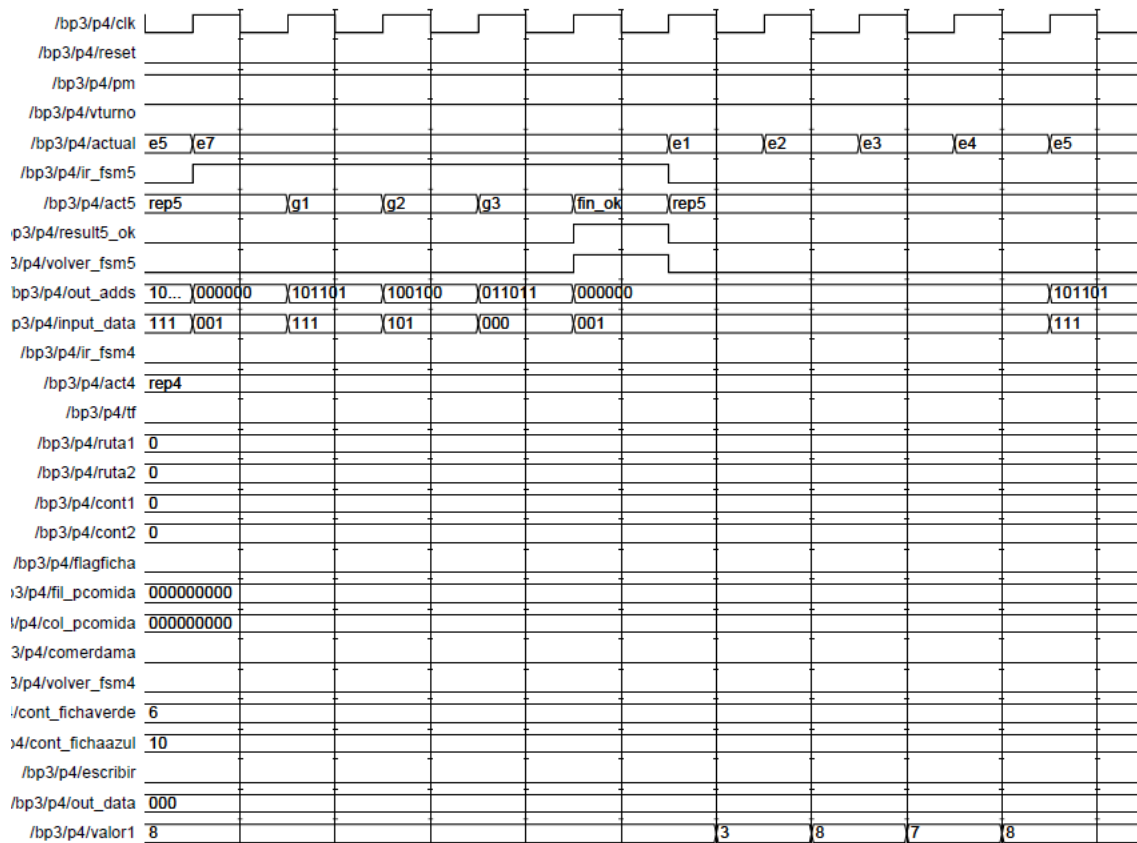 /bp3/p4/clk
/bp3/p4/reset
/bp3/p4/pm
/bp3/p4/vturno
/bp3/p4/actual e5 e7 e1 e2 e3 e4 e5
/bp3/p4/ir_fsm5
/bp3/p4/act5 rep5 g1 g2 g3 fin_ok rep5
p3/p4/result5_ok
3/p4/volver_fsm5
/bp3/p4/out_adds 10... 000000 101101 100100 011011 000000 101101
p3/p4/input_data 111 001 111 101 000 001 111
/bp3/p4/ir_fsm4
/bp3/p4/act4 rep4
/bp3/p4/tf
/bp3/p4/ruta1 0
/bp3/p4/ruta2 0
/bp3/p4/cont1 0
/bp3/p4/cont2 0
/bp3/p4/flagficha
3/p4/fil_pcomida 000000000
/p4/col_pcomida 000000000
3/p4/comerdama
3/p4/volver_fsm4
/cont_fichaverde 6
4/cont_fichaazul 10
/bp3/p4/escribir
/bp3/p4/out_data 000
/bp3/p4/valor1 8 3 8 7 8